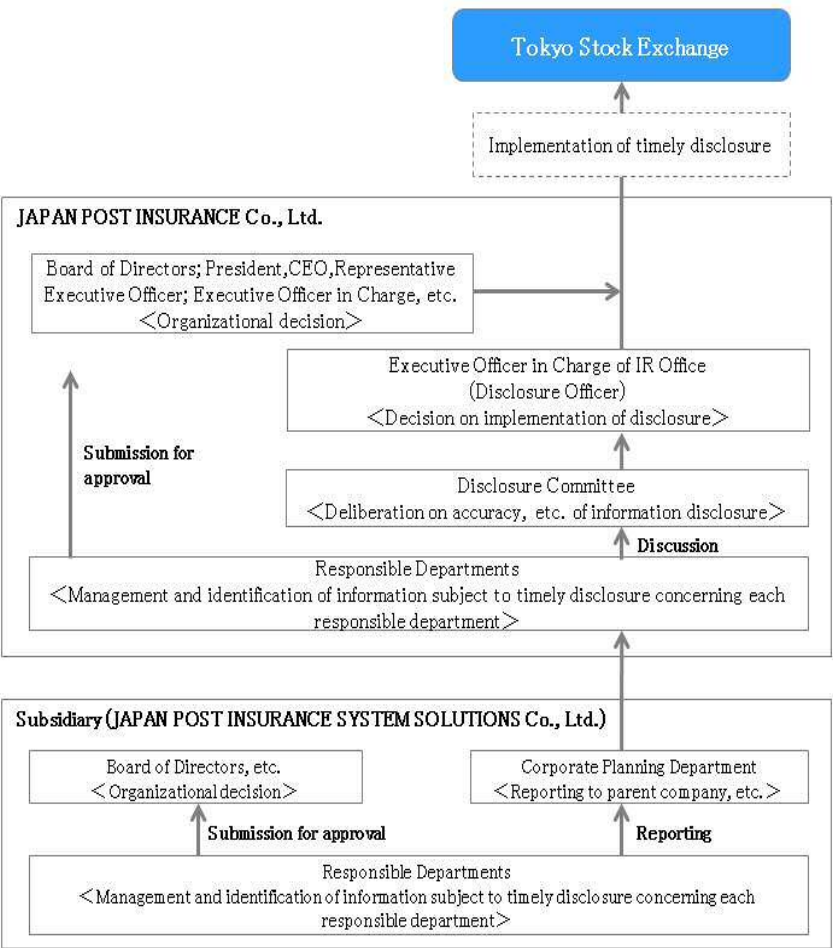 Tokyo Stock Exchange
Implementation of timely disclosure
JAPAN POST INSURANCE Co., Ltd.
Board of Directors; President,CEO,Representative
Executive Officer; Executive Officer in Charge, etc.
＜Organizational decision＞
Executive Officer in Charge of IR Office
(Disclosure Officer)
＜Decision on implementation of disclosure＞
Submission for
approval
Disclosure Committee
＜Deliberation on accuracy, etc. of information disclosure＞
Discussion
Responsible Departments
＜Management and identification of information subject to timely disclosure concerning each
responsible department＞
Subsidiary (JAPAN POST INSURANCE SYSTEM SOLUTIONS Co., Ltd.)
Board of Directors, etc.
＜Organizational decision＞
Corporate Planning Department
＜Reporting to parent company, etc.＞
Submission for approval
Reporting
Responsible Departments
＜Management and identification of information subject to timely disclosure concerning each
responsible department＞